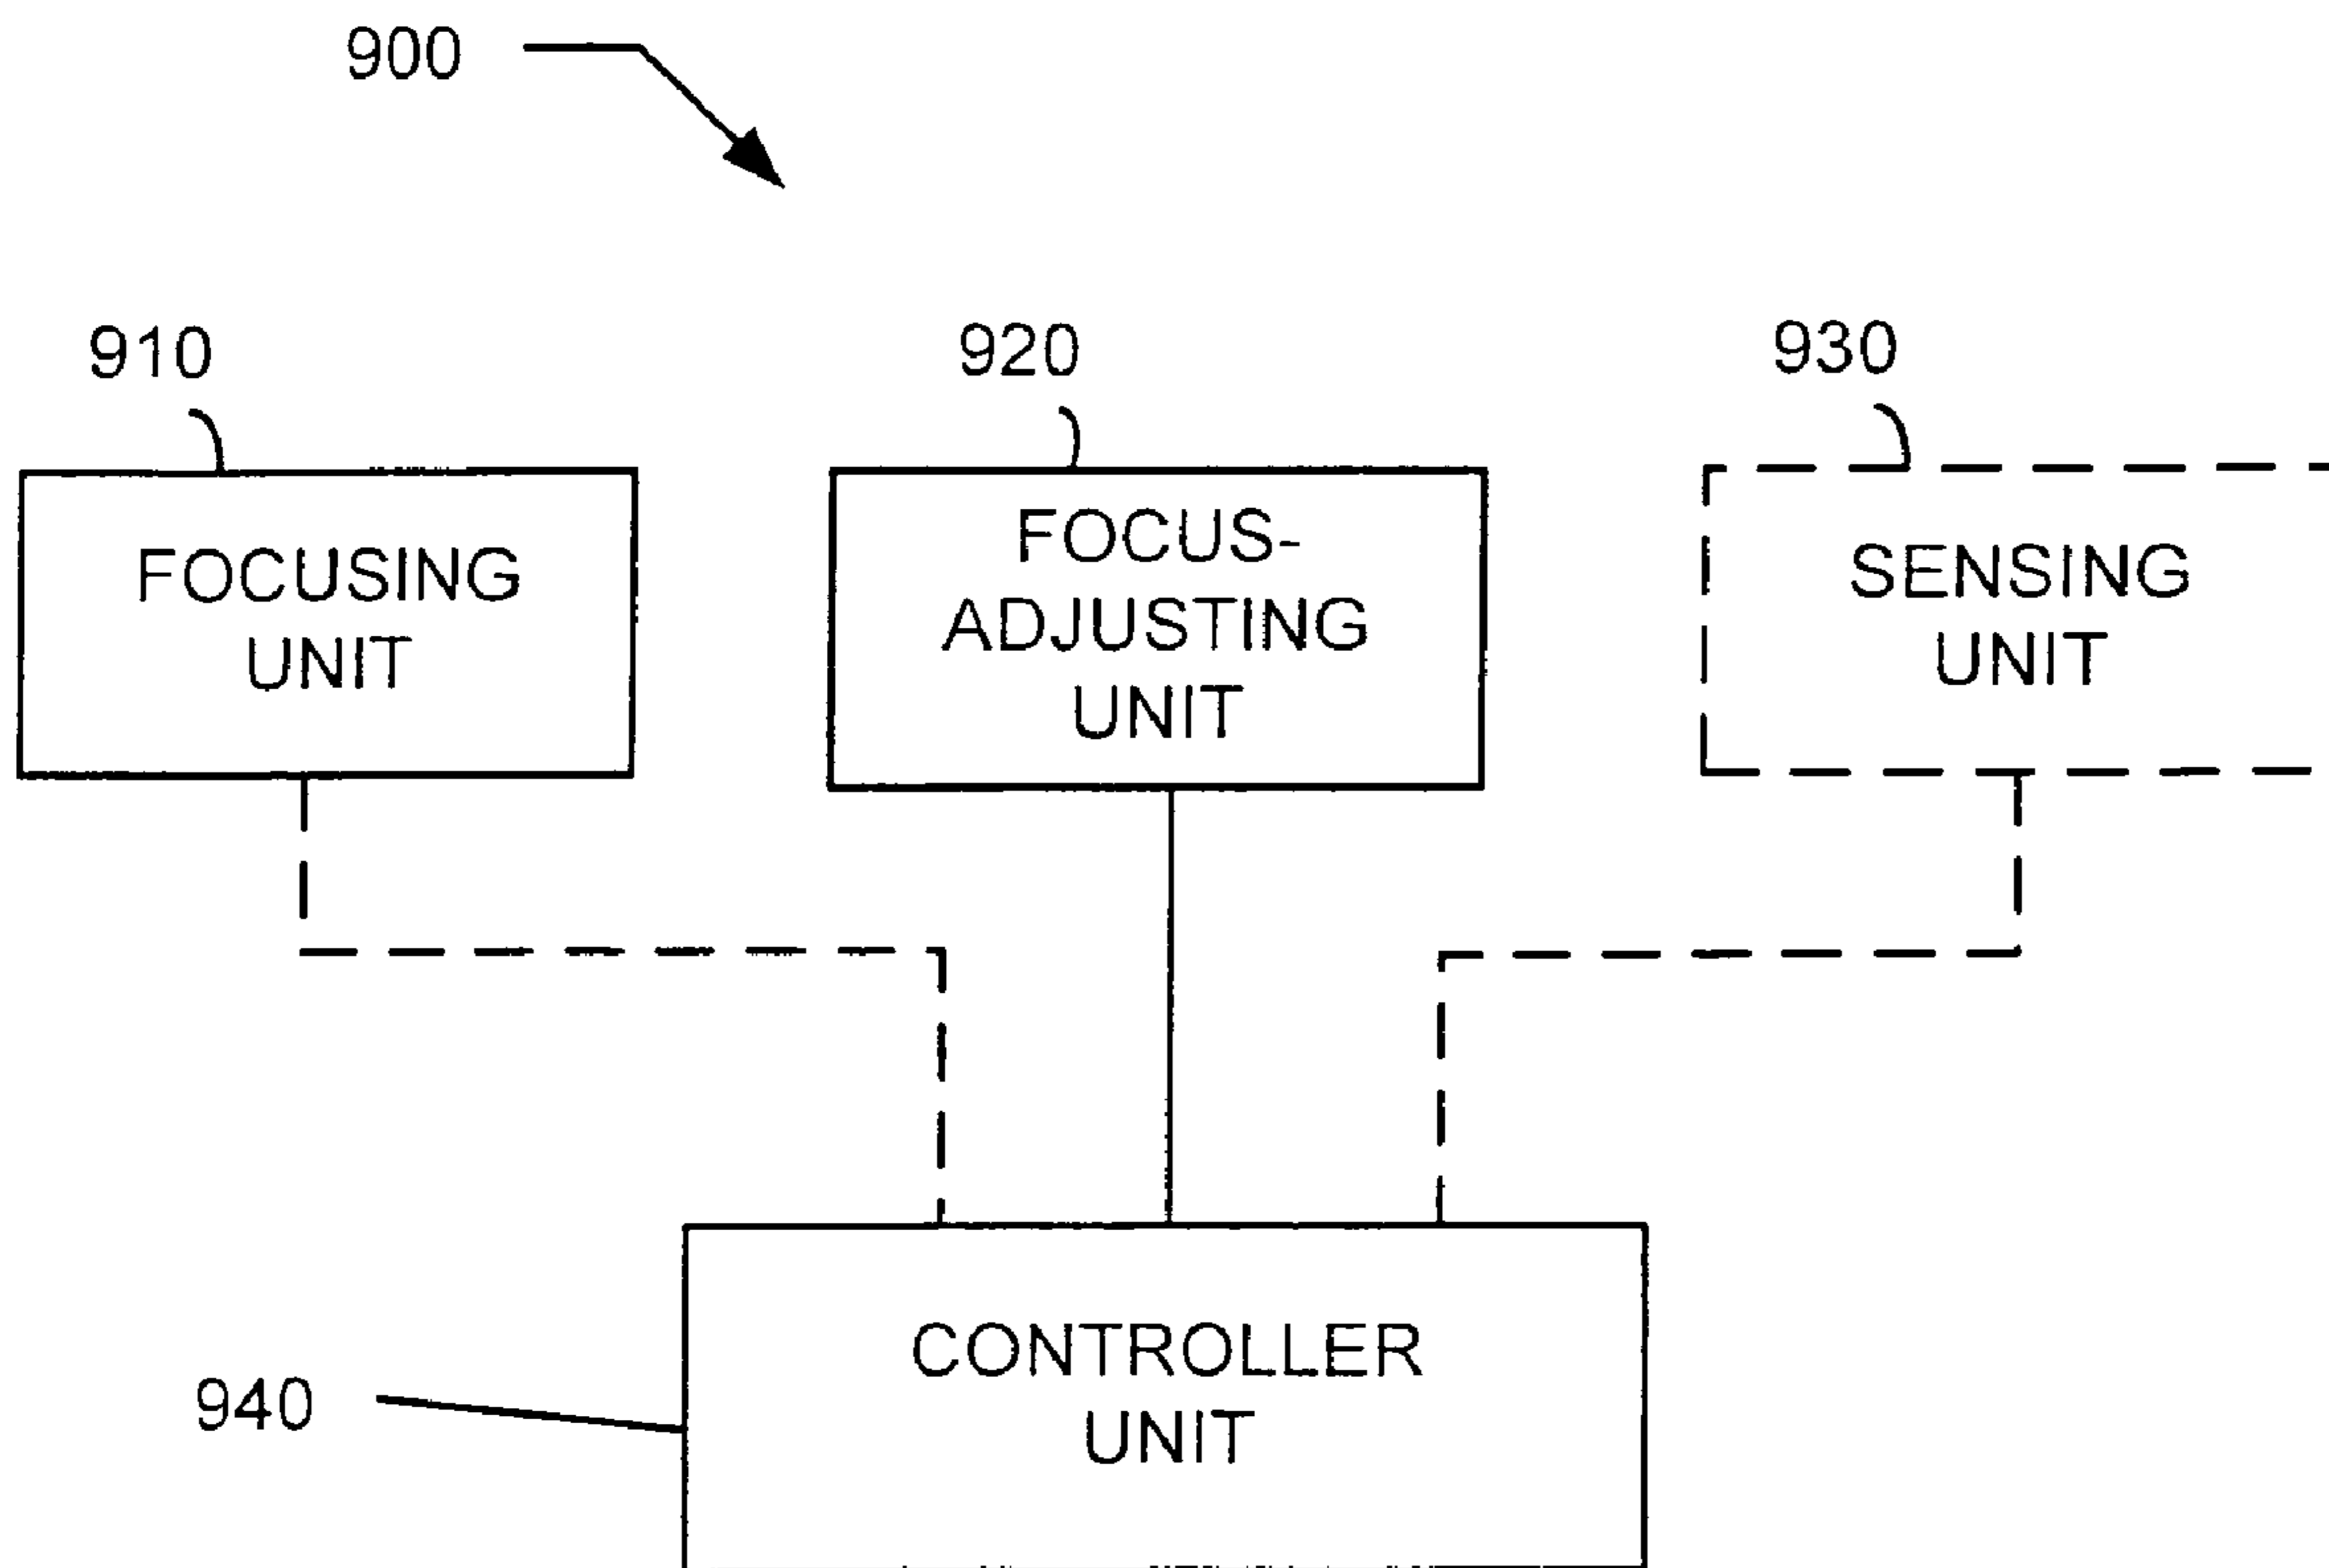 900
910
920
930
FOCUSING
UNIT
FOCUS-
ADJUSTING
UNIT
SENSING
UNIT
940
CONTROLLER
UNIT